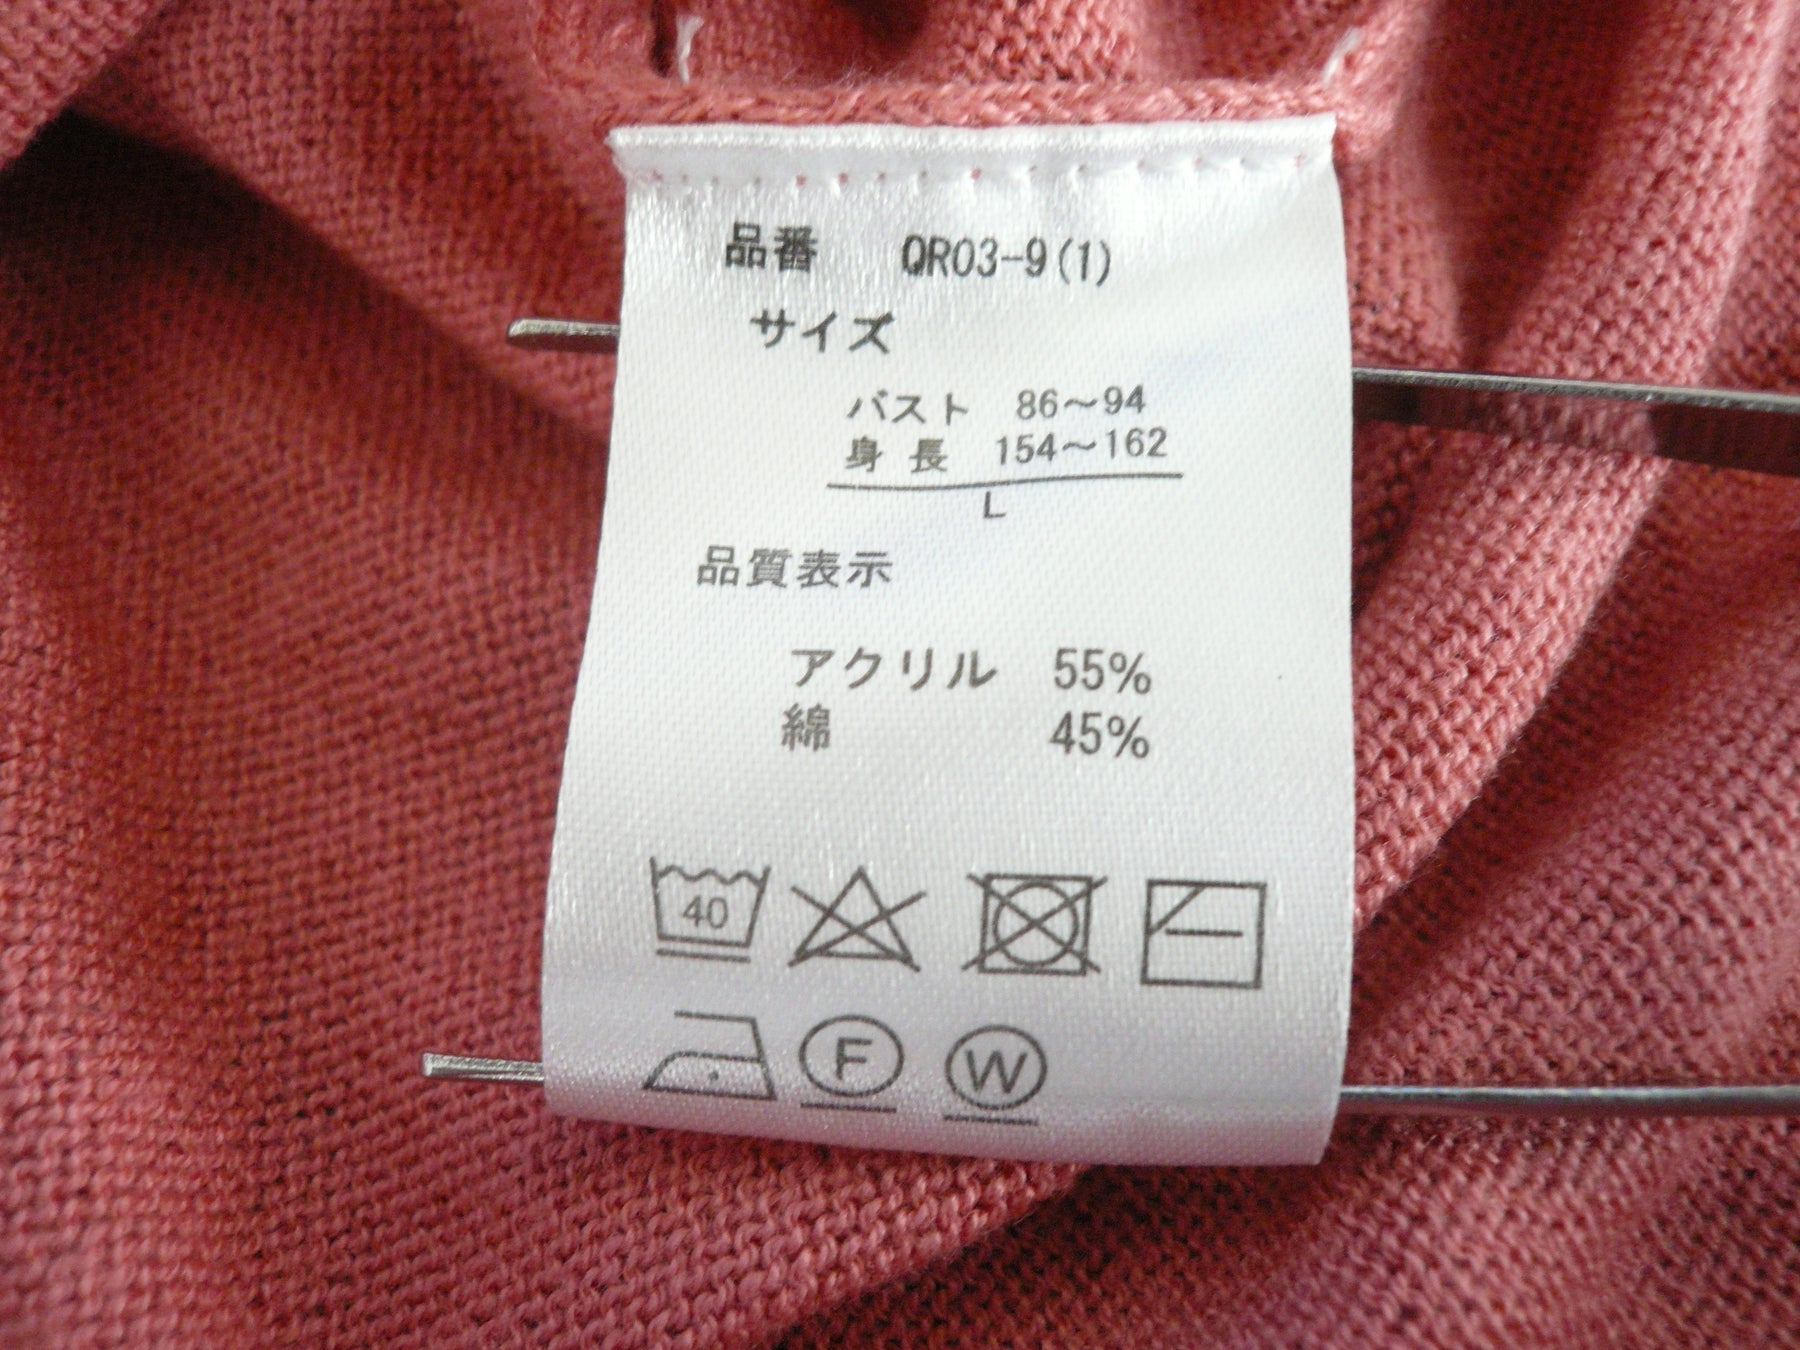 品番 QR03-9(1)
サイズ
バスト 86～94
身長 154～162
L
品質表示
アクリル 55%
綿 45%
40
F
W